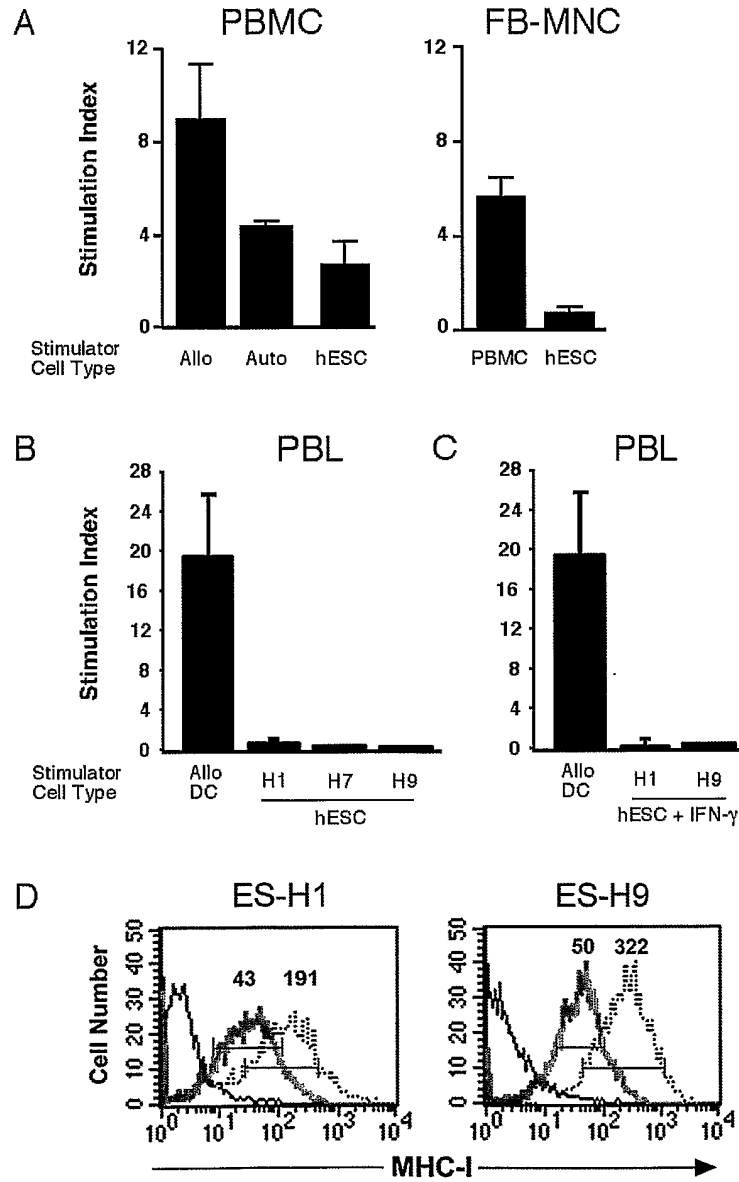 A
PBMC
FB-MNC
Stimulation Index
12
8
4
0
12
8
4
0
Stimulator
Cell Type
Allo
Auto
hESC
PBMC
hESC
B
PBL
C
PBL
Stimulation Index
28
24
20
16
12
8
4
0
28
24
20
16
12
8
4
0
Stimulator
Cell Type
Allo
DC
H1
H7
H9
hESC
Allo
DC
H1
H9
hESC + IFN-γ
D
ES-H1
ES-H9
Cell Number
50
40
30
20
10
0
43
191
50
40
30
20
10
0
50
322
10⁰
10¹
10²
10³
10⁴
10⁰
10¹
10²
10³
10⁴
MHC-I